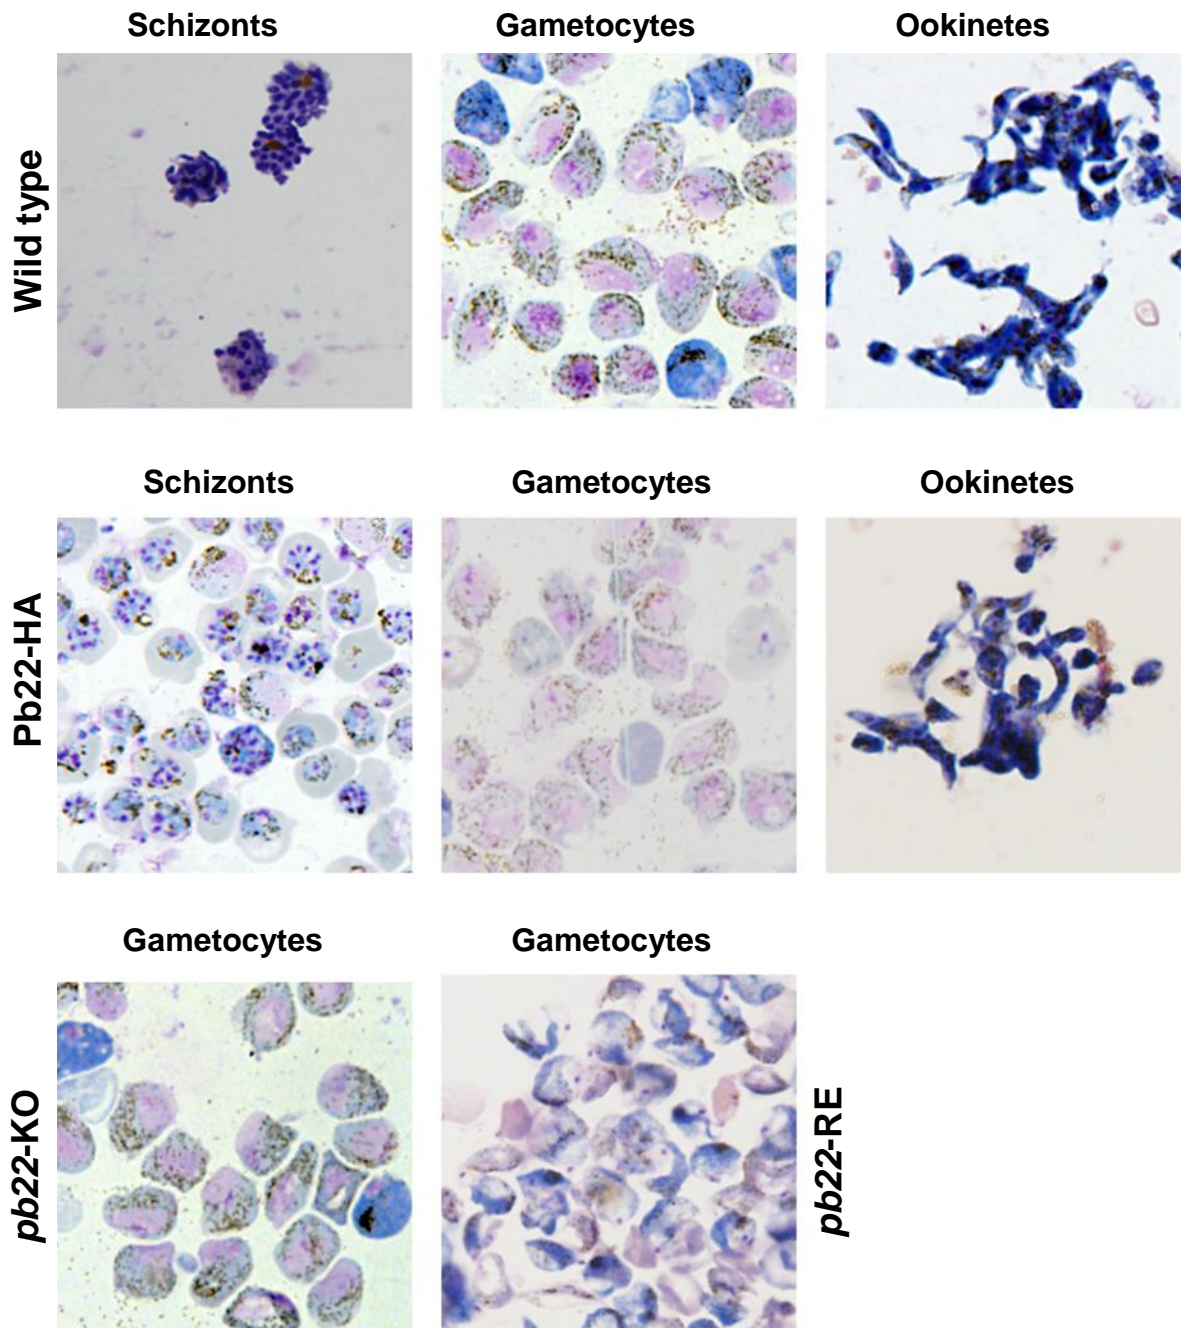 Schizonts
Gametocytes
Ookinetes
Wild type
Schizonts
Gametocytes
Ookinetes
Pb22-HA
Gametocytes
Gametocytes
pb22-KO
pb22-RE